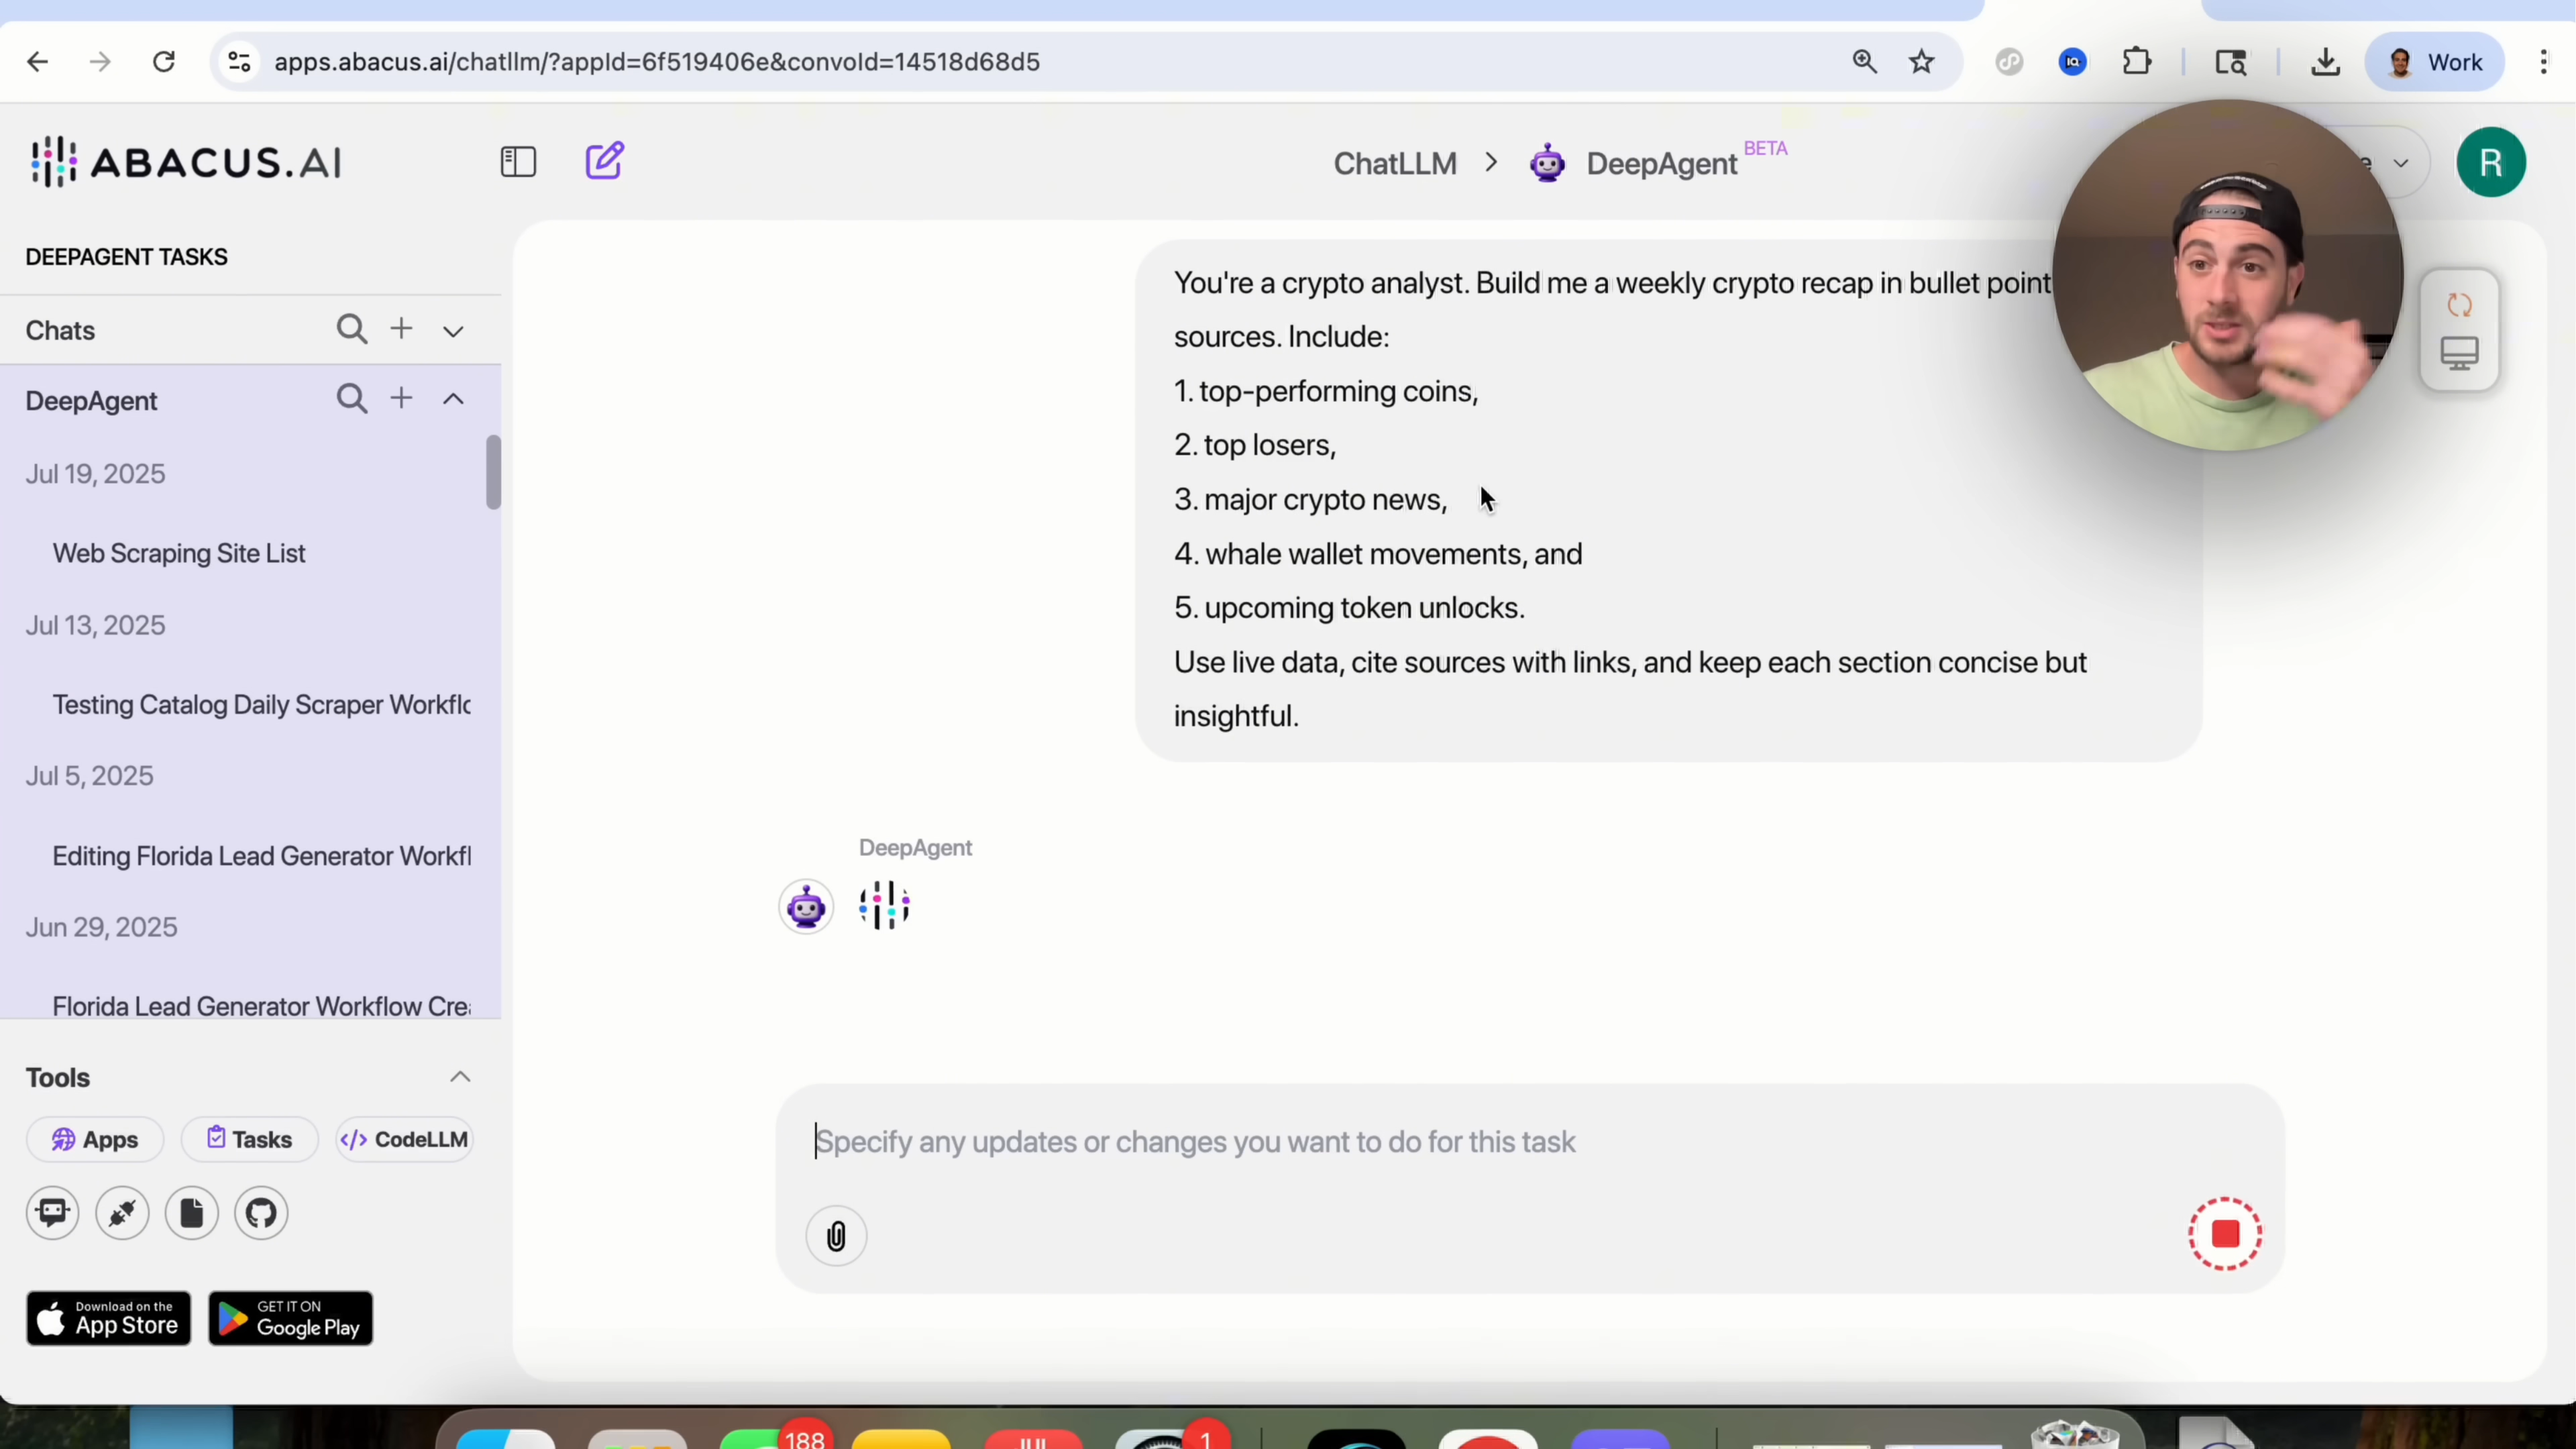 apps.abacus.ai/chatllm/?appId=6f519406e&convoId=14518d68d5
Work
ABACUS.AI
ChatLLM > DeepAgent BETA
R
DEEPAGENT TASKS
Chats
DeepAgent
Jul 19, 2025
Web Scraping Site List
Jul 13, 2025
Testing Catalog Daily Scraper
Jul 5, 2025
Editing Florida Lead Generator
Jun 29, 2025
Florida Lead Generator Workflow
Tools
Apps
Tasks
</> CodeLLM
Download on the
App Store
GET IT ON
Google Play
You're a crypto analyst. Build me a weekly crypto recap in bullet point
sources. Include:
1. top-performing coins,
2. top losers,
3. major crypto news,
4. whale wallet movements, and
5. upcoming token unlocks.
Use live data, cite sources with links, and keep each section concise but
insightful.
DeepAgent
Specify any updates or changes you want to do for this task
188
1